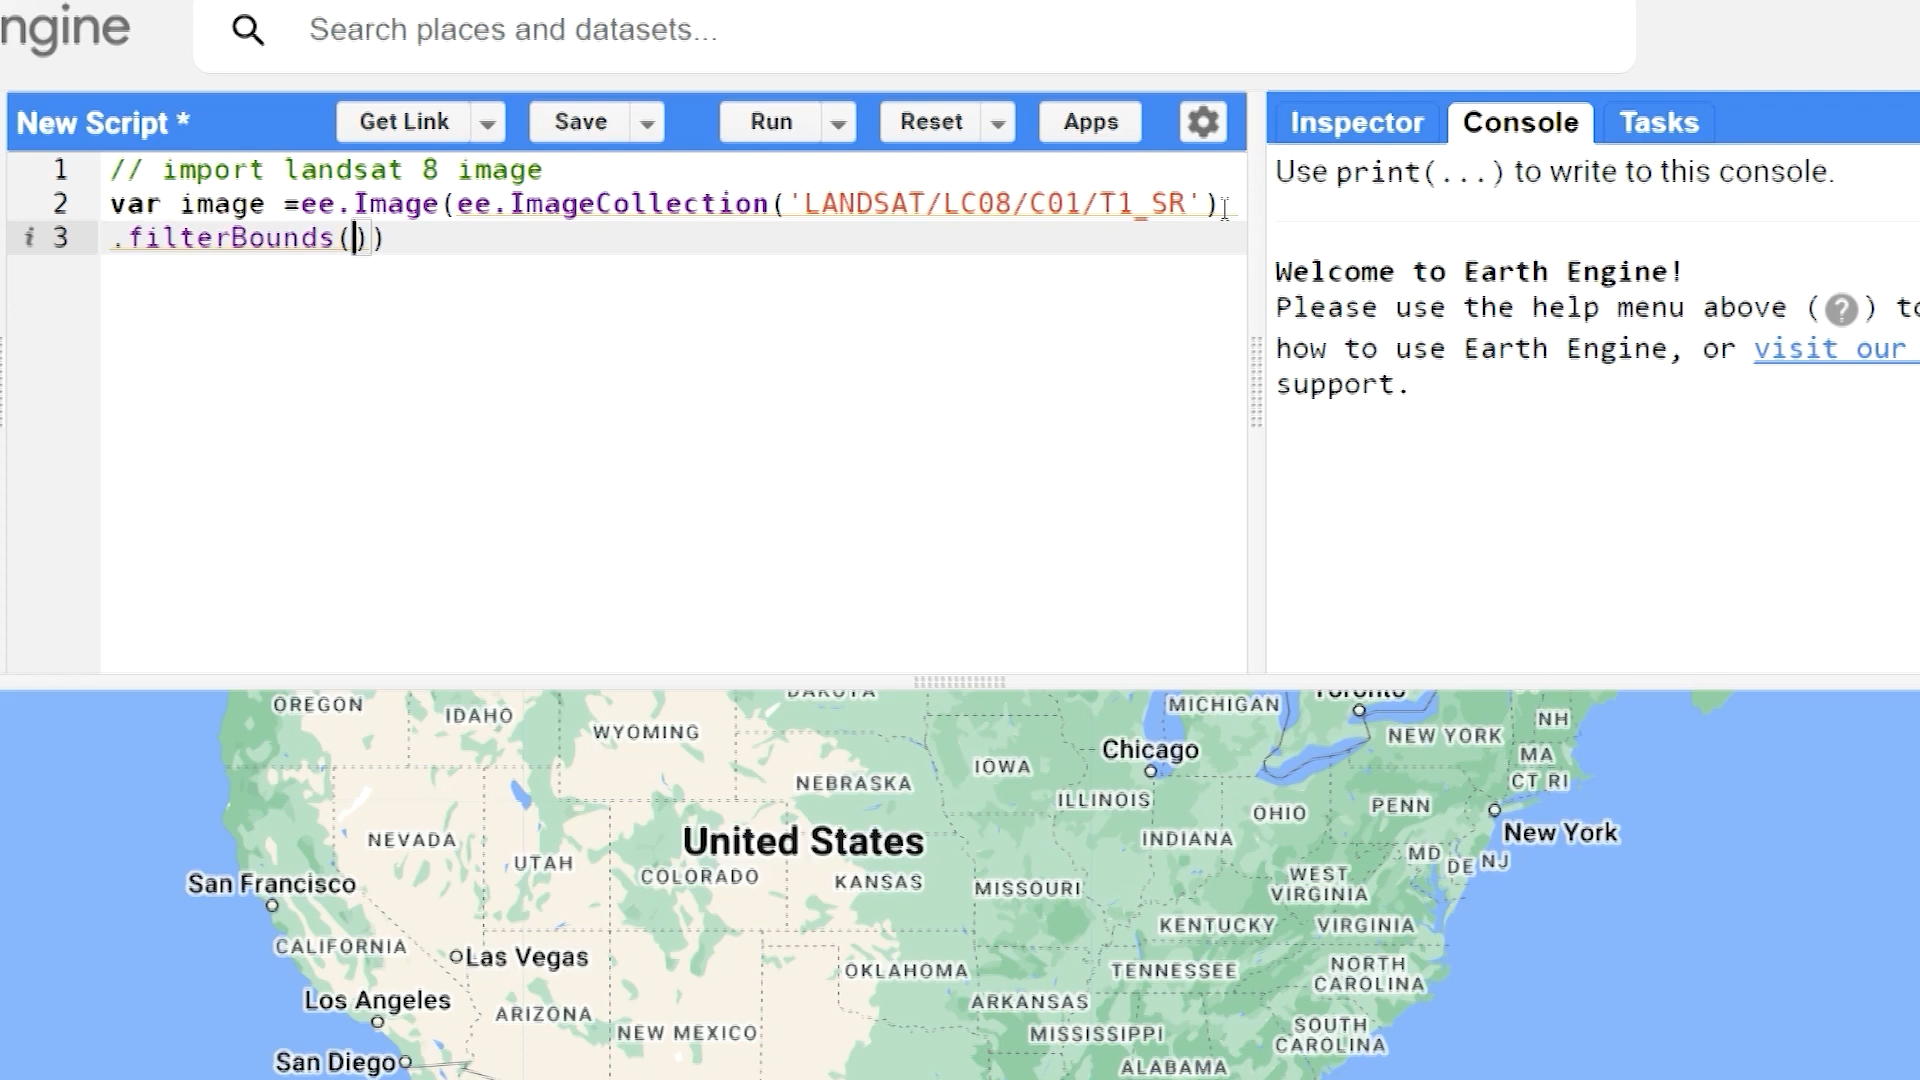 ngine
Search places and datasets...
New Script *
Get Link
Save
Run
Reset
Apps
Inspector
Console
Tasks
1 // import landsat 8 image
2 var image =ee.Image(ee.ImageCollection('LANDSAT/LC08/C01/T1_SR')
i 3 .filterBounds())
Use print(...) to write to this console.
Welcome to Earth Engine!
Please use the help menu above (?) to
how to use Earth Engine, or visit our
support.
OREGON
IDAHO
WYOMING
DAKOTA
MICHIGAN
Toronto
NH
NEW YORK
MA
CT RI
Chicago
IOWA
NEBRASKA
ILLINOIS
OHIO
PENN
New York
NEVADA
UTAH
United States
INDIANA
MD
DE
NJ
San Francisco
COLORADO
KANSAS
MISSOURI
WEST
VIRGINIA
KENTUCKY
VIRGINIA
CALIFORNIA
Las Vegas
OKLAHOMA
TENNESSEE
NORTH
CAROLINA
Los Angeles
ARIZONA
NEW MEXICO
ARKANSAS
MISSISSIPPI
SOUTH
CAROLINA
San Diego
ALABAMA